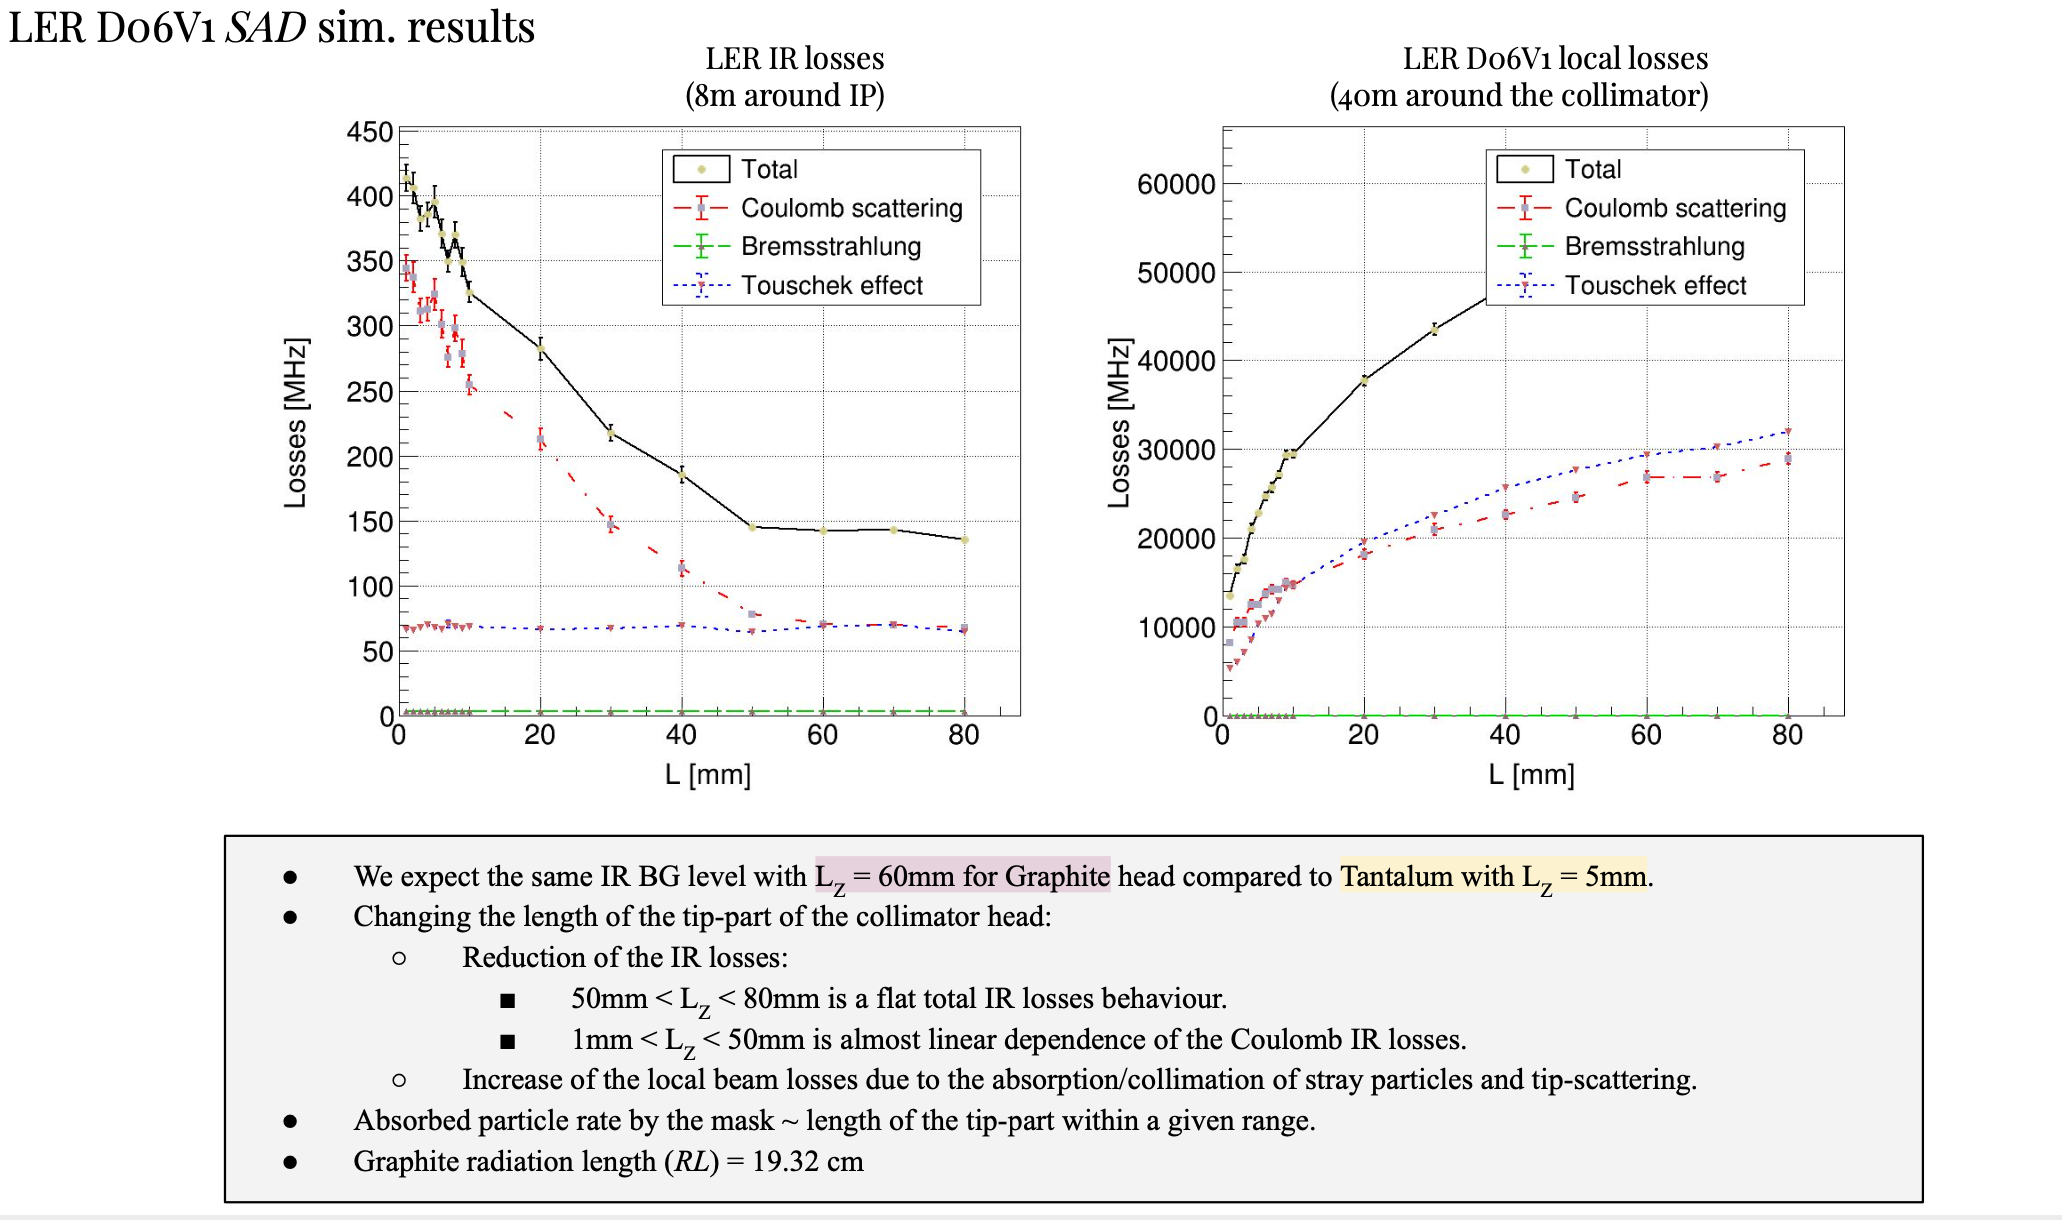 LER D06V1 SAD sim. results
LER IR losses
(8m around IP)
450
400
350
300
250
200
150
100
50
0
Losses [MHz]
Total
Coulomb scattering
Bremsstrahlung
Touschek effect
0 20 40 60 80
L [mm]
LER D06V1 local losses
(40m around the collimator)
60000
50000
40000
30000
20000
10000
0
Losses [MHz]
Total
Coulomb scattering
Bremsstrahlung
Touschek effect
0 20 40 60 80
L [mm]
● We expect the same IR BG level with LZ = 60mm for Graphite head compared to Tantalum with LZ = 5mm.
● Changing the length of the tip-part of the collimator head:
○ Reduction of the IR losses:
■ 50mm < LZ < 80mm is a flat total IR losses behaviour.
■ 1mm < LZ < 50mm is almost linear dependence of the Coulomb IR losses.
○ Increase of the local beam losses due to the absorption/collimation of stray particles and tip-scattering.
● Absorbed particle rate by the mask ~ length of the tip-part within a given range.
● Graphite radiation length (RL) = 19.32 cm